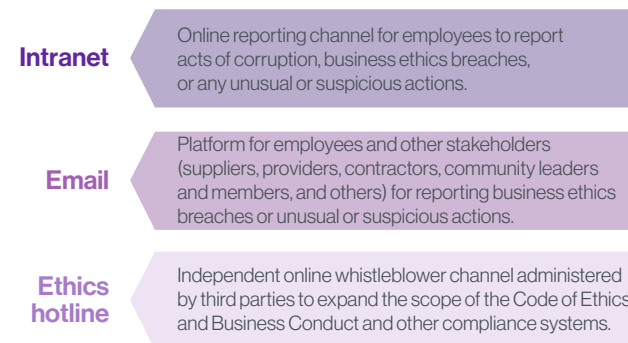 Intranet
Online reporting channel for employees to report
acts of corruption, business ethics breaches,
or any unusual or suspicious actions.
Email
Platform for employees and other stakeholders
(suppliers, providers, contractors, community leaders
and members, and others) for reporting business ethics
breaches or unusual or suspicious actions.
Ethics
hotline
Independent online whistleblower channel administered
by third parties to expand the scope of the Code of Ethics
and Business Conduct and other compliance systems.